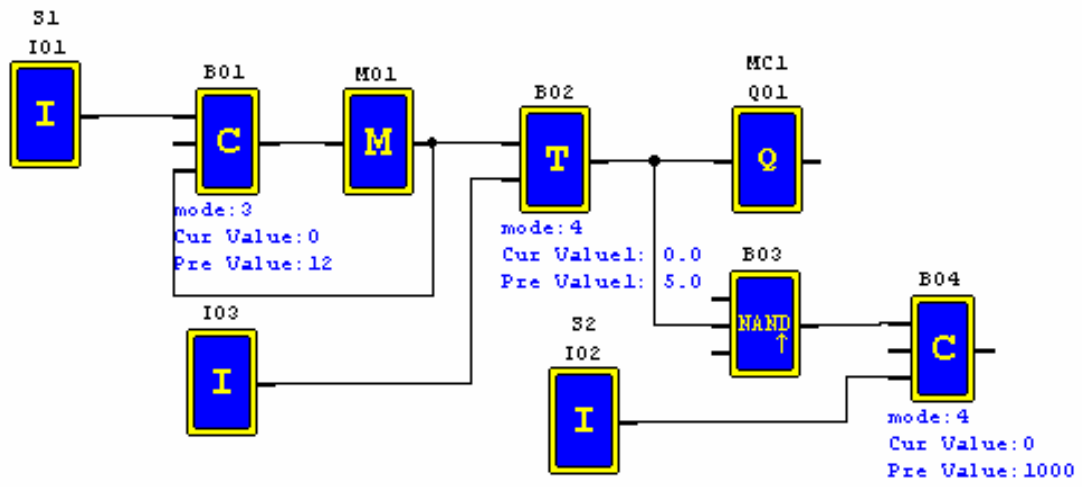 S1
I01
I
B01
C
mode:3
Cur Value:0
Pre Value:12
M01
M
B02
T
mode:4
Cur Value1: 0.0
Pre Value1: 5.0
MC1
Q01
Q
I03
I
S2
I02
I
B03
NAND
↑
B04
C
mode:4
Cur Value:0
Pre Value:1000